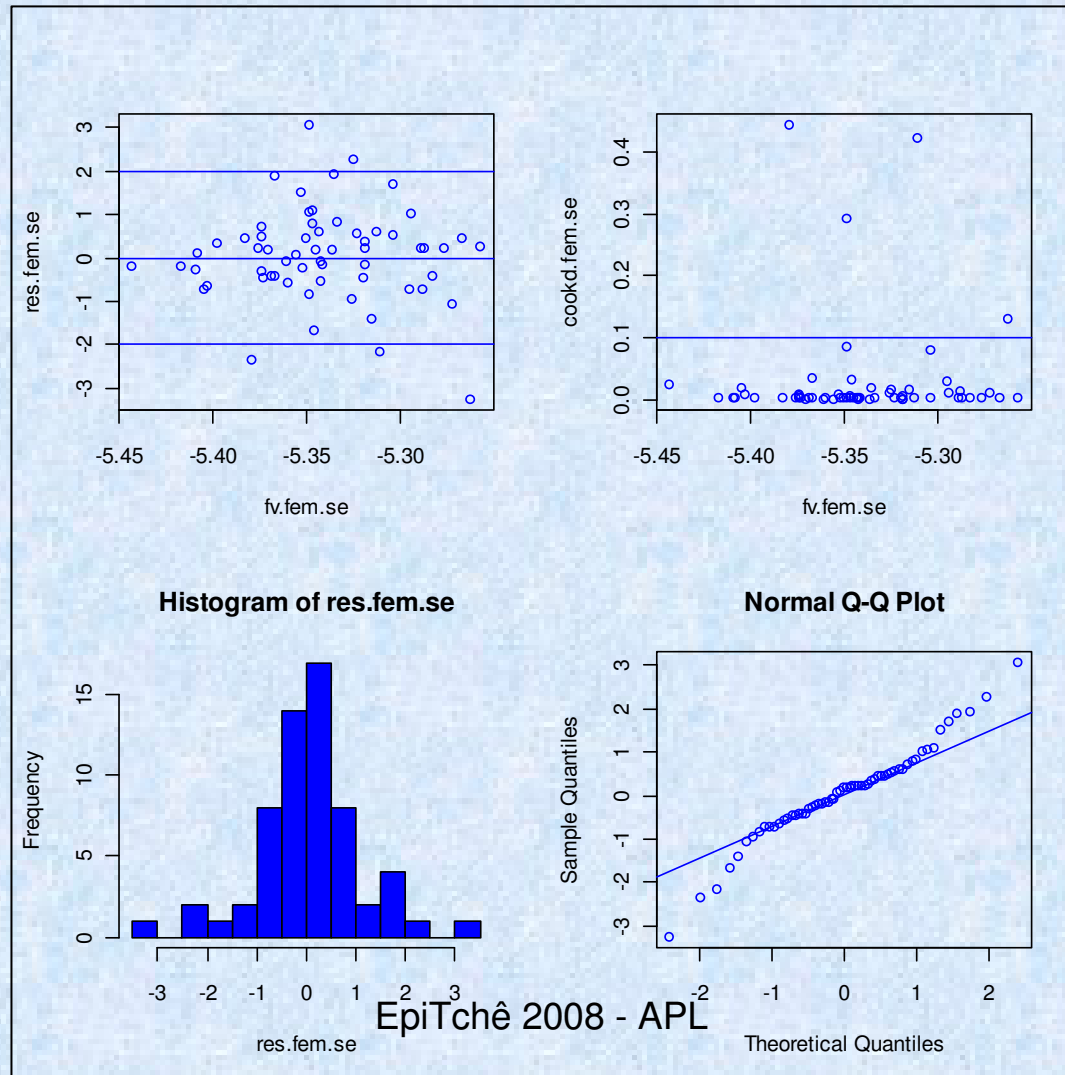 res.fem.se
3
2
1
0
-1
-2
-3
-5.45 -5.40 -5.35 -5.30
fv.fem.se
cookd.fem.se
0.4
0.3
0.2
0.1
0.0
-5.45 -5.40 -5.35 -5.30
fv.fem.se
Histogram of res.fem.se
Frequency
15
10
5
0
-3 -2 -1 0 1 2 3
res.fem.se
Normal Q-Q Plot
Sample Quantiles
3
2
1
0
-1
-2
-3
-2 -1 0 1 2
Theoretical Quantiles
EpiTchê 2008 - APL